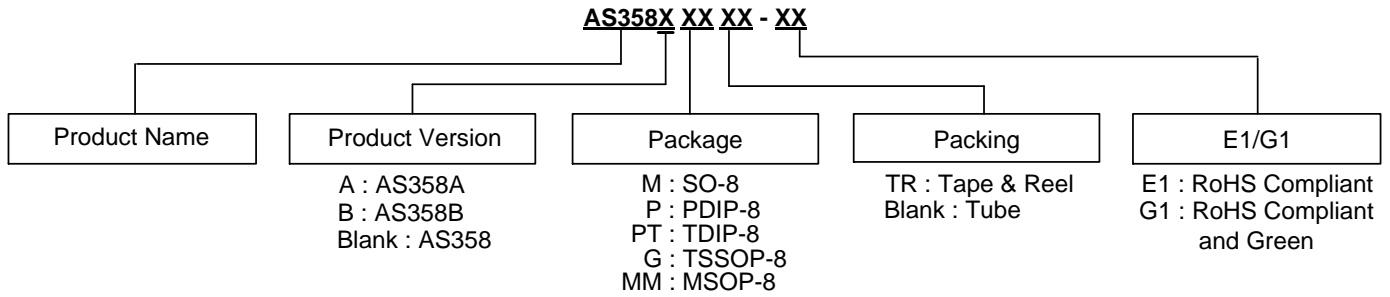 AS358X XX XX - XX
Product Name
Product Version
Package
Packing
E1/G1
A : AS358A
B : AS358B
Blank : AS358
M : SO-8
P : PDIP-8
PT : TDIP-8
G : TSSOP-8
MM : MSOP-8
TR : Tape & Reel
Blank : Tube
E1 : RoHS Compliant
G1 : RoHS Compliant
and Green